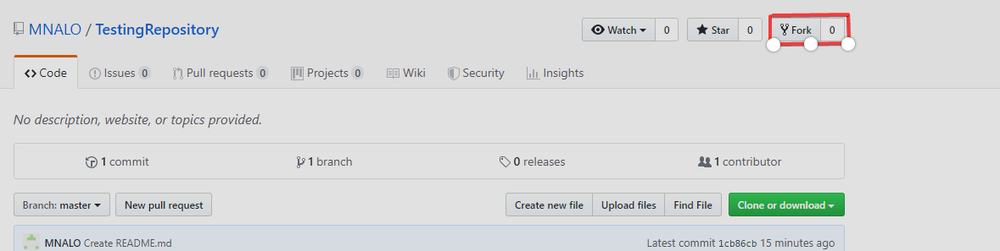 MNALO / TestingRepository
Watch 0 Star 0 Fork 0
Code Issues 0 Pull requests 0 Projects 0 Wiki Security Insights
No description, website, or topics provided.
1 commit 1 branch 0 releases 1 contributor
Branch: master New pull request Create new file Upload files Find File Clone or download
MNALO Create README.md Latest commit 1cb86cb 15 minutes ago